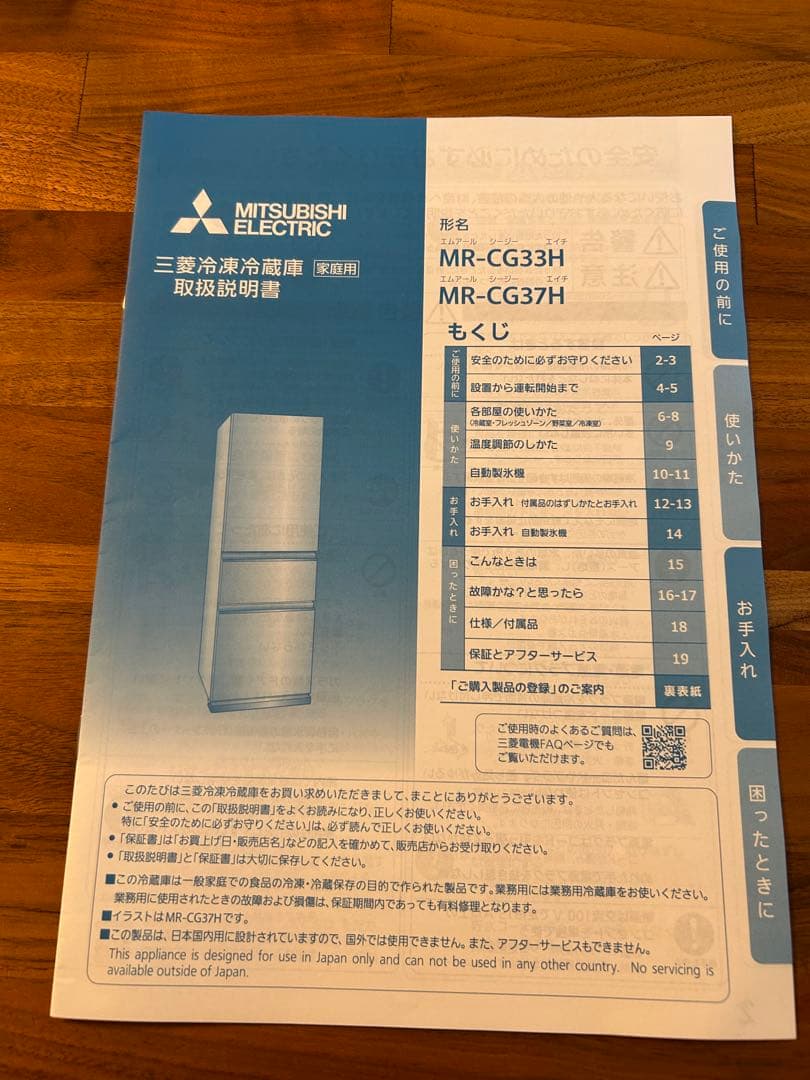 MITSUBISHI
ELECTRIC
三菱冷凍冷蔵庫 家庭用
取扱説明書
形名
エムアール シージー エイチ
MR-CG33H
エムアール シージー エイチ
MR-CG37H
もくじ
ページ
ご使用の前に
安全のために必ずお守りください 2-3
設置から運転開始まで 4-5
使いかた
各部屋の使いかた
(冷蔵室・フレッシュゾーン/野菜室/冷凍室) 6-8
温度調節のしかた 9
自動製氷機 10-11
お手入れ
お手入れ 付属品のはずしかたとお手入れ 12-13
お手入れ 自動製氷機 14
困ったときに
こんなときは 15
故障かな?と思ったら 16-17
仕様/付属品 18
保証とアフターサービス 19
「ご購入製品の登録」のご案内 裏表紙
ご使用時のよくあるご質問は、
三菱電機FAQページでも
ご覧いただけます。
ご使用の前に
使いかた
お手入れ
困ったときに
このたびは三菱冷凍冷蔵庫をお買い求めいただきまして、まことにありがとうございます。
● ご使用の前に、この「取扱説明書」をよくお読みになり、正しくお使いください。
特に「安全のために必ずお守りください」は、必ず読んで正しくお使いください。
● 「保証書」は「お買上げ日・販売店名」などの記入を確かめて、販売店からお受け取りください。
● 「取扱説明書」と「保証書」は大切に保存してください。
■この冷蔵庫は一般家庭での食品の冷凍・冷蔵保存の目的で作られた製品です。業務用には業務用冷蔵庫をお使いください。
業務用に使用されたときの故障および損傷は、保証期間内であっても有料修理となります。
■イラストはMR-CG37Hです。
■この製品は、日本国内用に設計されていますので、国外では使用できません。また、アフターサービスもできません。
This appliance is designed for use in Japan only and can not be used in any other country. No servicing is
available outside of Japan.